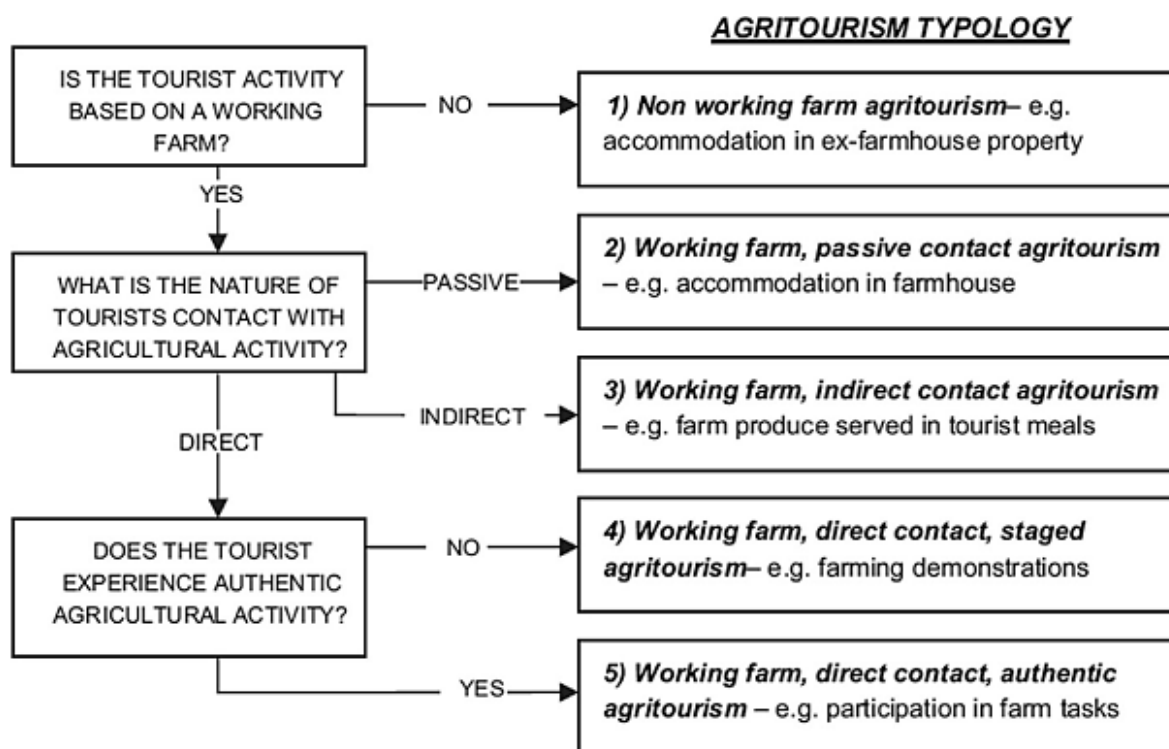 AGRITOURISM TYPOLOGY
IS THE TOURIST ACTIVITY
BASED ON A WORKING
FARM?
NO
1) Non working farm agritourism– e.g.
accommodation in ex-farmhouse property
YES
WHAT IS THE NATURE OF
TOURISTS CONTACT WITH
AGRICULTURAL ACTIVITY?
PASSIVE
2) Working farm, passive contact agritourism
– e.g. accommodation in farmhouse
INDIRECT
3) Working farm, indirect contact agritourism
– e.g. farm produce served in tourist meals
DIRECT
DOES THE TOURIST
EXPERIENCE AUTHENTIC
AGRICULTURAL ACTIVITY?
NO
4) Working farm, direct contact, staged
agritourism– e.g. farming demonstrations
YES
5) Working farm, direct contact, authentic
agritourism – e.g. participation in farm tasks